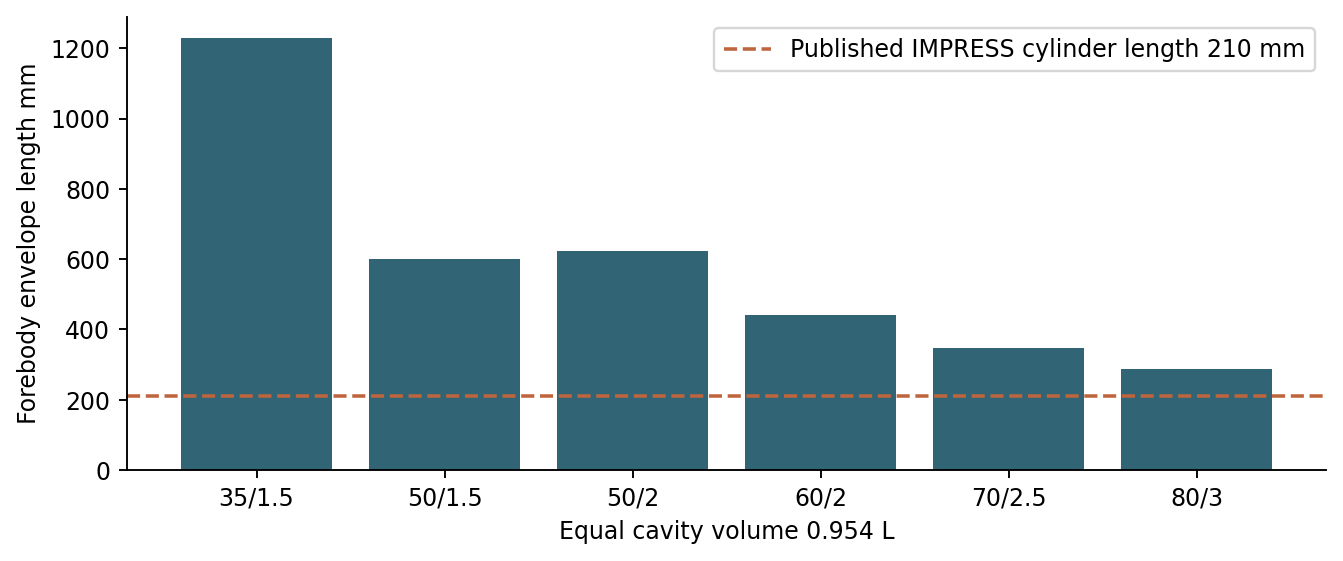 Published IMPRESS cylinder length 210 mm
Forebody envelope length mm
1200
1000
800
600
400
200
0
35/1.5 50/1.5 50/2 60/2 70/2.5 80/3
Equal cavity volume 0.954 L